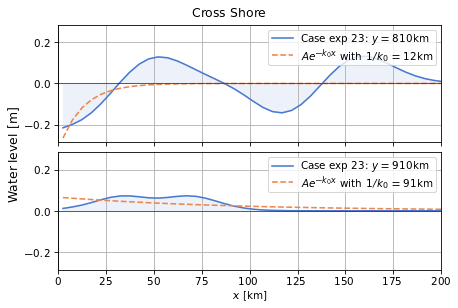 Cross Shore
Water level [m]
0.2
0.0
−0.2
Case exp 23: y = 810km
Ae^{−k₀x} with 1/k₀ = 12km
0.2
0.0
−0.2
Case exp 23: y = 910km
Ae^{−k₀x} with 1/k₀ = 91km
0 25 50 75 100 125 150 175 200
x [km]